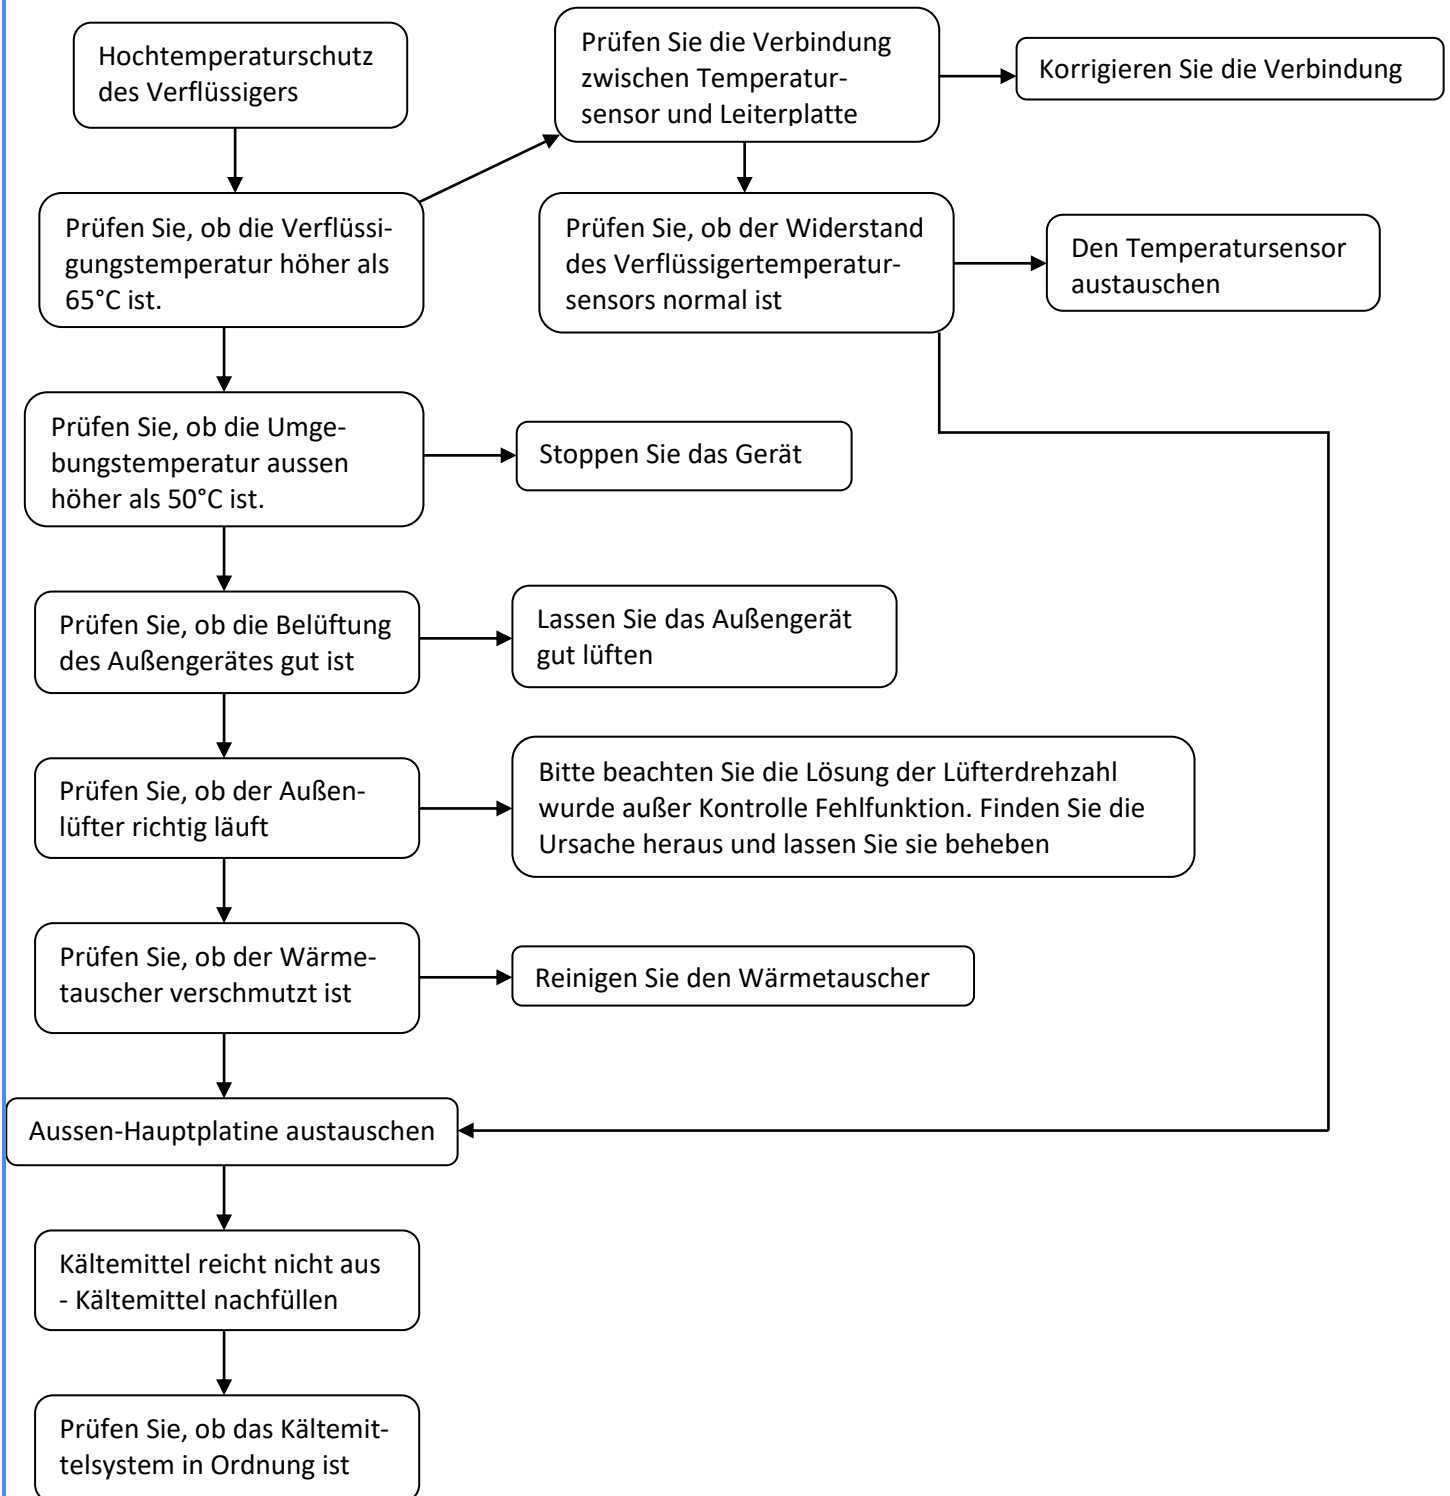 Hochtemperaturschutz
des Verflüssigers
Prüfen Sie die Verbindung
zwischen Temperatur-
sensor und Leiterplatte
Korrigieren Sie die Verbindung
Prüfen Sie, ob die Verflüssi-
gungstemperatur höher als
65°C ist.
Prüfen Sie, ob der Widerstand
des Verflüssigertemperatur-
sensors normal ist
Den Temperatursensor
austauschen
Prüfen Sie, ob die Umge-
bungstemperatur aussen
höher als 50°C ist.
Stoppen Sie das Gerät
Prüfen Sie, ob die Belüftung
des Außengerätes gut ist
Lassen Sie das Außengerät
gut lüften
Prüfen Sie, ob der Außen-
lüfter richtig läuft
Bitte beachten Sie die Lösung der Lüfterdrehzahl
wurde außer Kontrolle Fehlfunktion. Finden Sie die
Ursache heraus und lassen Sie sie beheben
Prüfen Sie, ob der Wärme-
tauscher verschmutzt ist
Reinigen Sie den Wärmetauscher
Aussen-Hauptplatine austauschen
Kältemittel reicht nicht aus
- Kältemittel nachfüllen
Prüfen Sie, ob das Kältemit-
telsystem in Ordnung ist